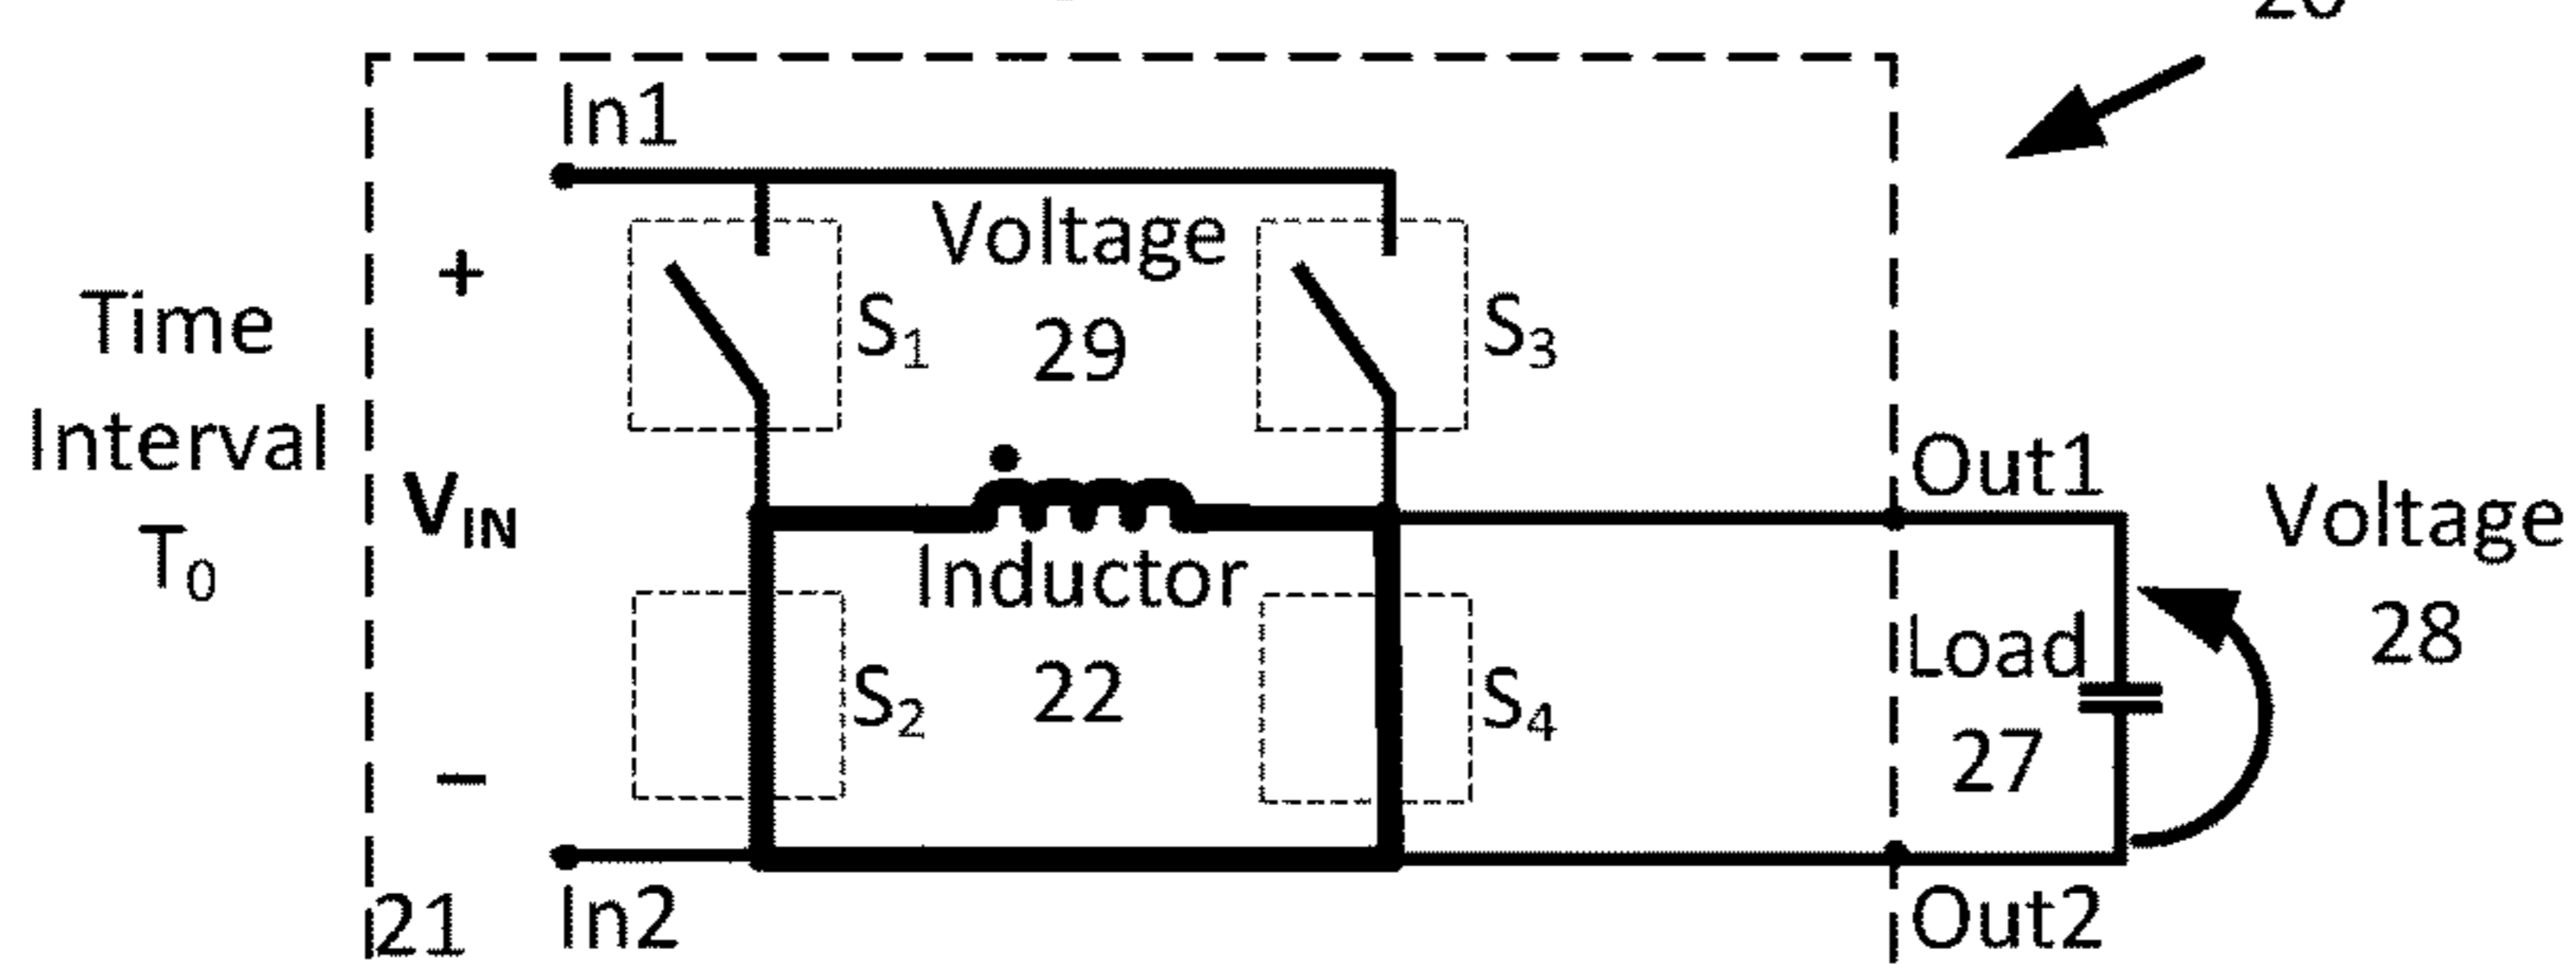 In1
+
Voltage
29
S1
S3
Time
Interval
T0
VIN
Out1
Voltage
28
Inductor
22
S2
S4
Load
27
–
21
In2
Out2